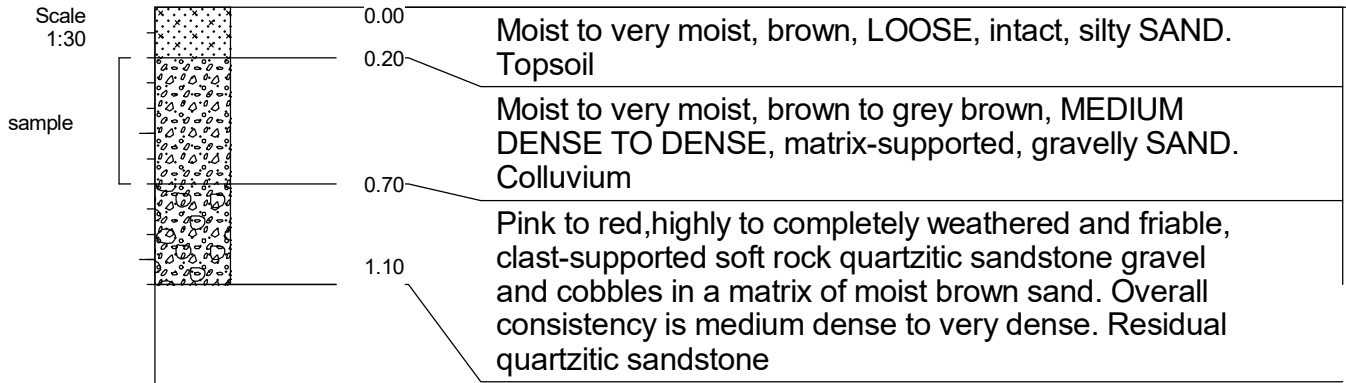 Scale
1:30
0.00
Moist to very moist, brown, LOOSE, intact, silty SAND.
Topsoil
0.20
sample
Moist to very moist, brown to grey brown, MEDIUM
DENSE TO DENSE, matrix-supported, gravelly SAND.
Colluvium
0.70
Pink to red,highly to completely weathered and friable,
clast-supported soft rock quartzitic sandstone gravel
and cobbles in a matrix of moist brown sand. Overall
consistency is medium dense to very dense. Residual
quartzitic sandstone
1.10